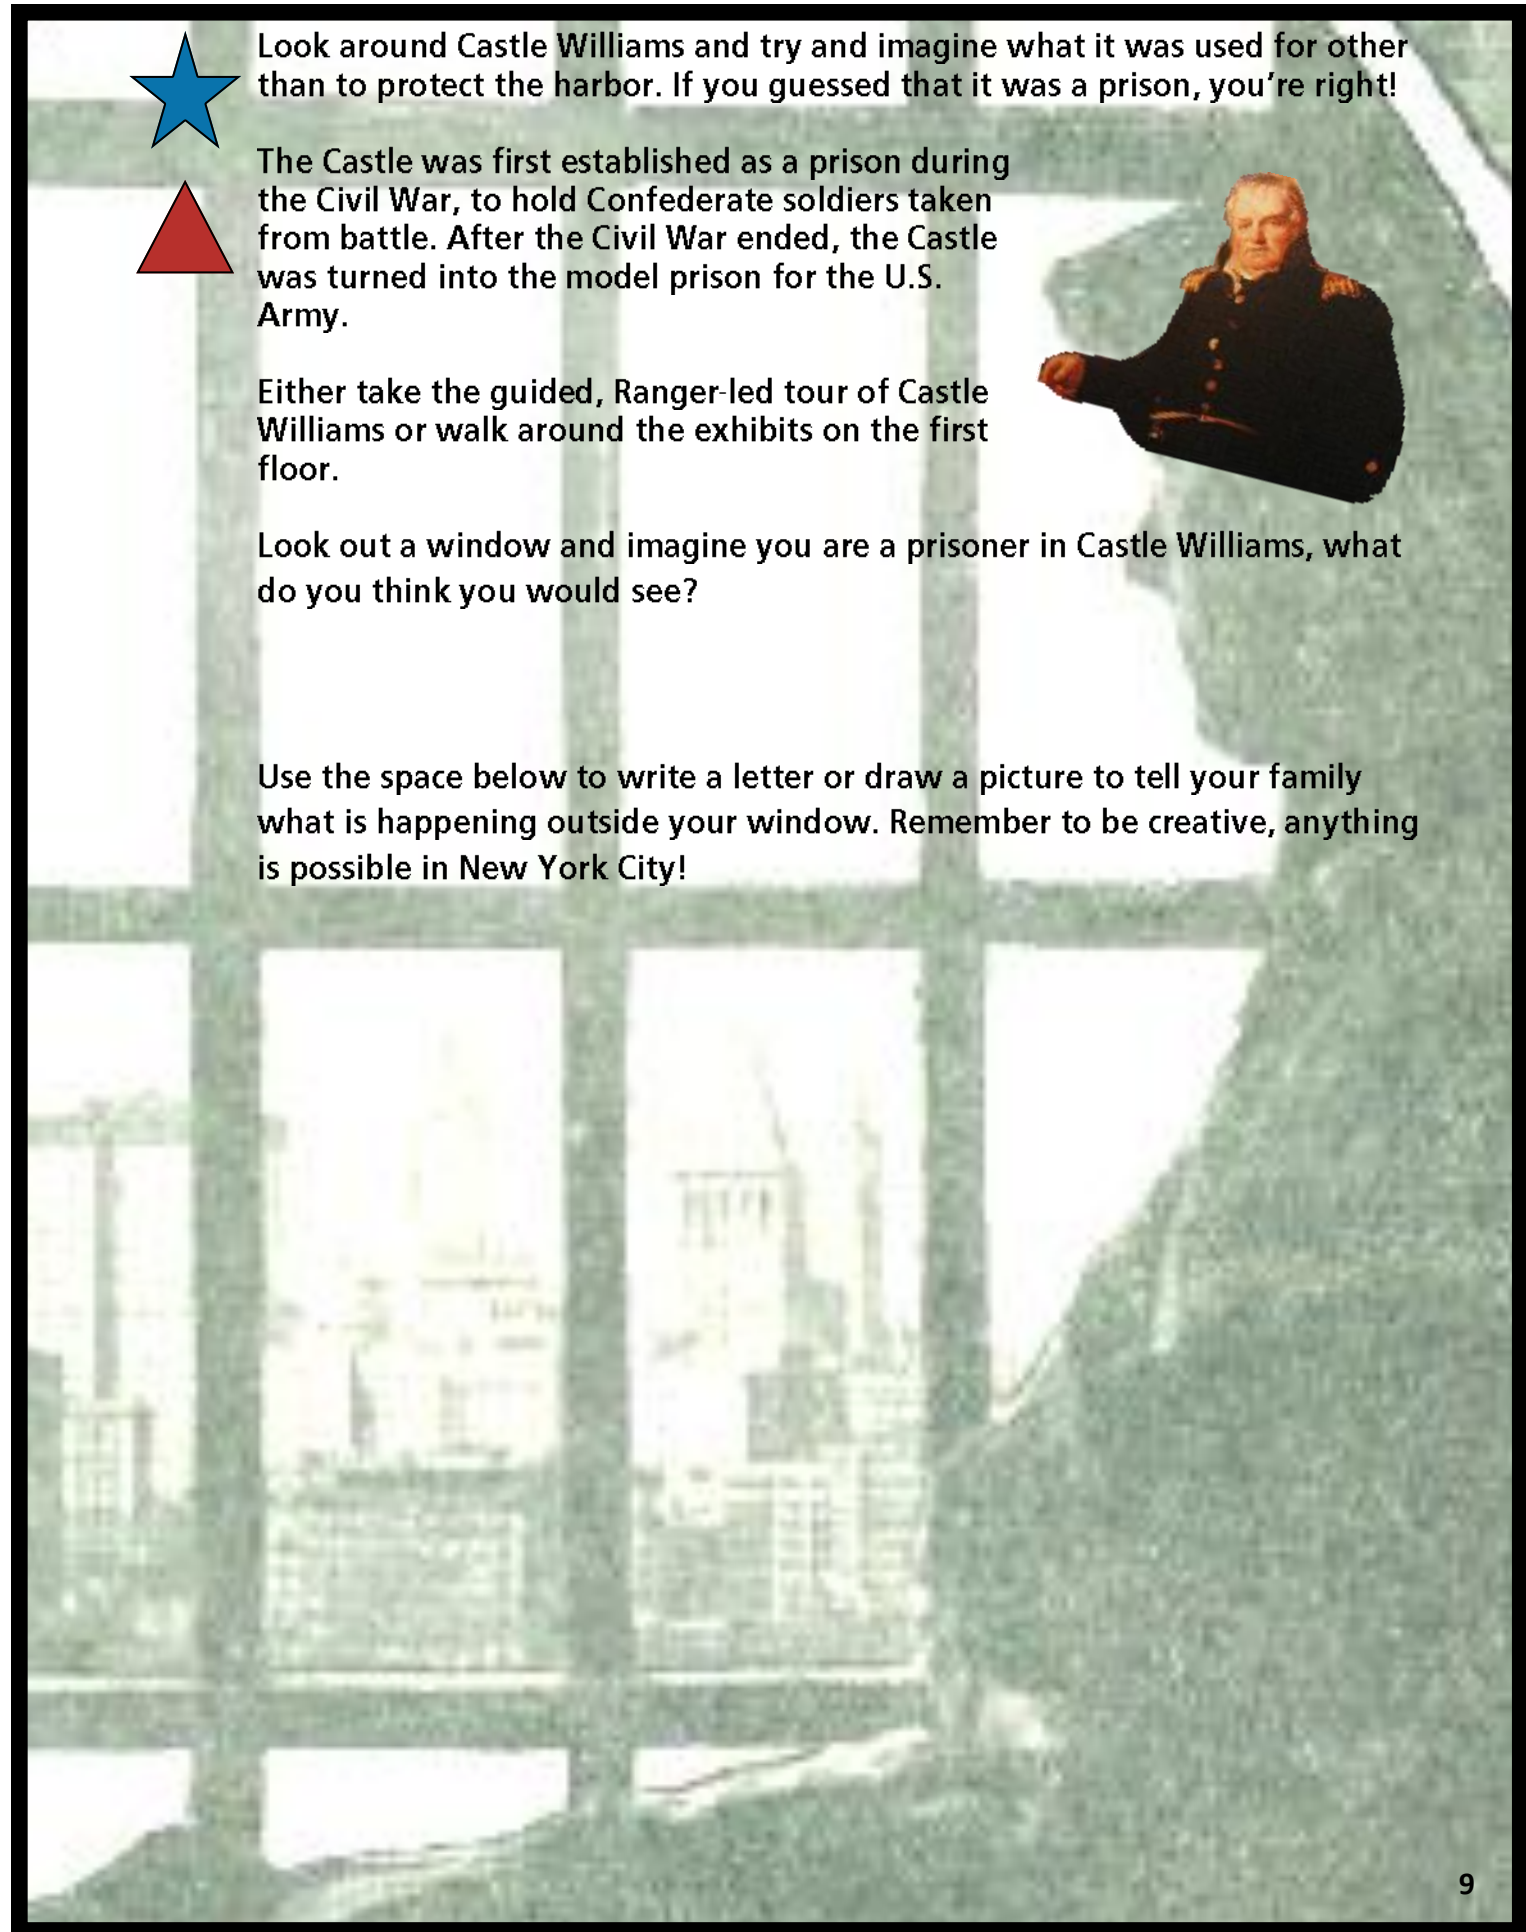 Look around Castle Williams and try and imagine what it was used for other
than to protect the harbor. If you guessed that it was a prison, you're right!
The Castle was first established as a prison during
the Civil War, to hold Confederate soldiers taken
from battle. After the Civil War ended, the Castle
was turned into the model prison for the U.S.
Army.
Either take the guided, Ranger-led tour of Castle
Williams or walk around the exhibits on the first
floor.
Look out a window and imagine you are a prisoner in Castle Williams, what
do you think you would see?
Use the space below to write a letter or draw a picture to tell your family
what is happening outside your window. Remember to be creative, anything
is possible in New York City!
9